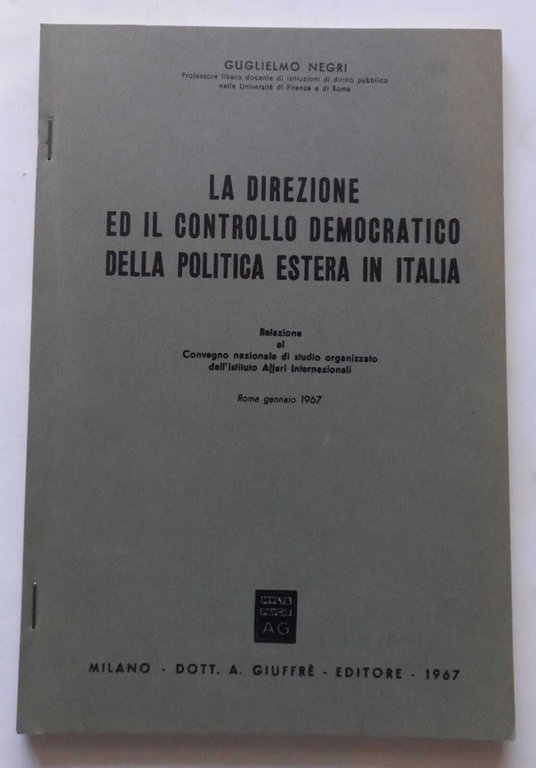 GUGLIELMO NEGRI
Professore libero docente di istituzioni di diritto pubblico
nelle Università di Firenze e di Roma
LA DIREZIONE
ED IL CONTROLLO DEMOCRATICO
DELLA POLITICA ESTERA IN ITALIA
Relazione
al
Convegno nazionale di studio organizzato
dall'Istituto Affari Internazionali
Roma gennaio 1967
MVLTA
PAVCIS
AG
MILANO - DOTT. A. GIUFFRÈ - EDITORE - 1967